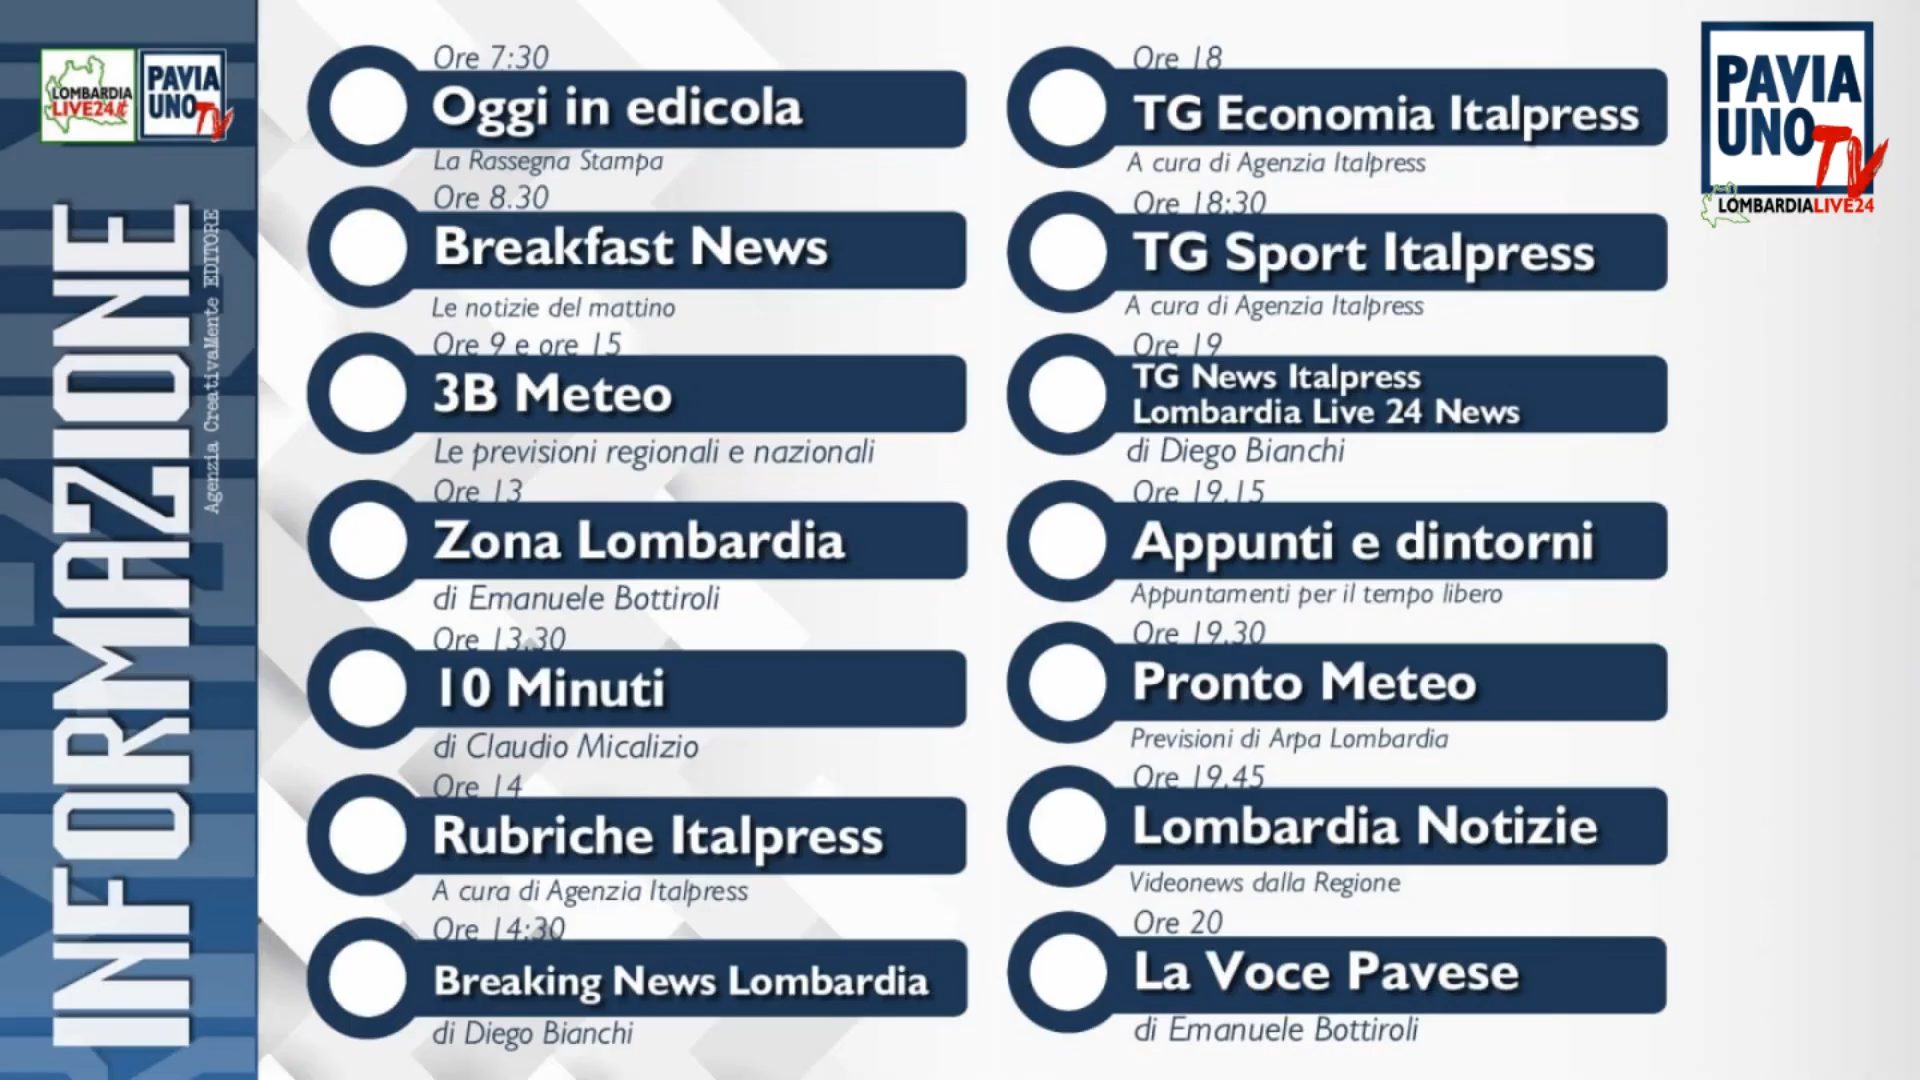 LOMBARDIA
LIVE24.it
PAVIA
UNO
TV
INFORMAZIONE
Agenzia CreativaMente EDITORE
Ore 7:30
Oggi in edicola
La Rassegna Stampa
Ore 8.30
Breakfast News
Le notizie del mattino
Ore 9 e ore 15
3B Meteo
Le previsioni regionali e nazionali
Ore 13
Zona Lombardia
di Emanuele Bottiroli
Ore 13.30
10 Minuti
di Claudio Micalizio
Ore 14
Rubriche Italpress
A cura di Agenzia Italpress
Ore 14:30
Breaking News Lombardia
di Diego Bianchi
Ore 18
TG Economia Italpress
A cura di Agenzia Italpress
Ore 18:30
TG Sport Italpress
A cura di Agenzia Italpress
Ore 19
TG News Italpress
Lombardia Live 24 News
di Diego Bianchi
Ore 19.15
Appunti e dintorni
Appuntamenti per il tempo libero
Ore 19.30
Pronto Meteo
Previsioni di Arpa Lombardia
Ore 19.45
Lombardia Notizie
Videonews dalla Regione
Ore 20
La Voce Pavese
di Emanuele Bottiroli
PAVIA
UNO
TV
LOMBARDIALIVE24